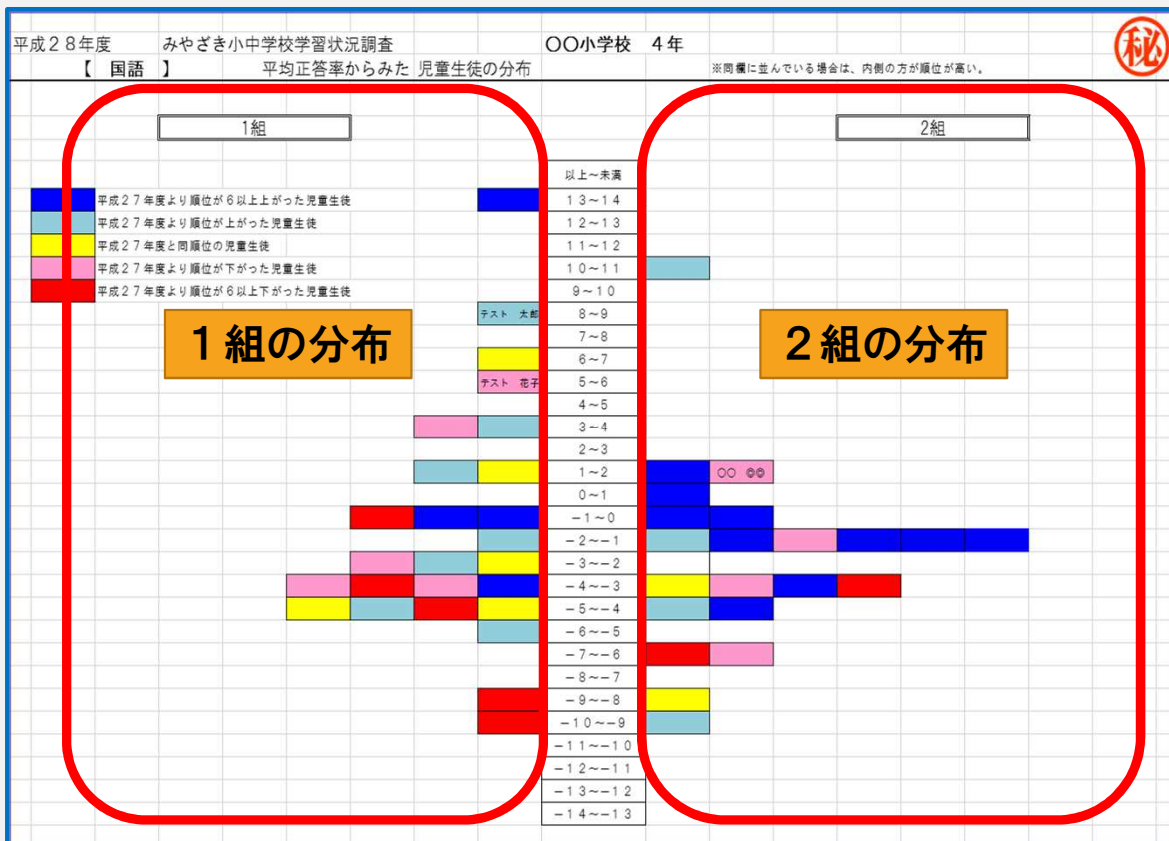 平成２８年度　みやざき小中学校学習状況調査　〇〇小学校　４年
【　国語　】　平均正答率からみた 児童生徒の分布　※同欄に並んでいる場合は、内側の方が順位が高い。
㊙
1組　2組
以上～未満
平成２７年度より順位が６以上上がった児童生徒　１３～１４
平成２７年度より順位が上がった児童生徒　１２～１３
平成２７年度と同順位の児童生徒　１１～１２
平成２７年度より順位が下がった児童生徒　１０～１１
平成２７年度より順位が６以上下がった児童生徒　９～１０
テスト　太郎　８～９
１組の分布　２組の分布
７～８
６～７
テスト　花子　５～６
４～５
３～４
２～３
１～２　〇〇　◎◎
０～１
－１～０
－２～－１
－３～－２
－４～－３
－５～－４
－６～－５
－７～－６
－８～－７
－９～－８
－１０～－９
－１１～－１０
－１２～－１１
－１３～－１２
－１４～－１３